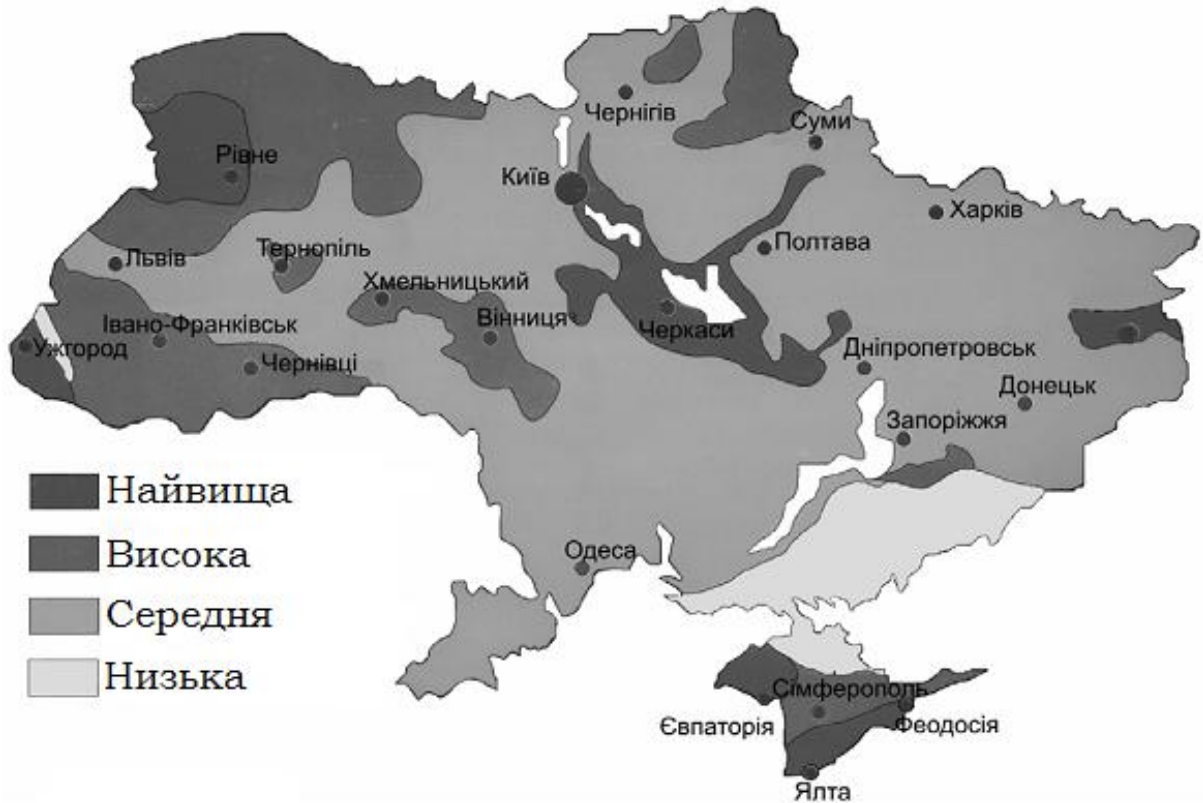 Чернігів
Суми
Рівне
Київ
Харків
Львів
Тернопіль
Полтава
Хмельницький
Вінниця
Черкаси
Івано-Франківськ
Ужгород
Чернівці
Дніпропетровськ
Донецьк
Запоріжжя
Найвища
Висока
Одеса
Середня
Низька
Сімферополь
Євпаторія
Феодосія
Ялта